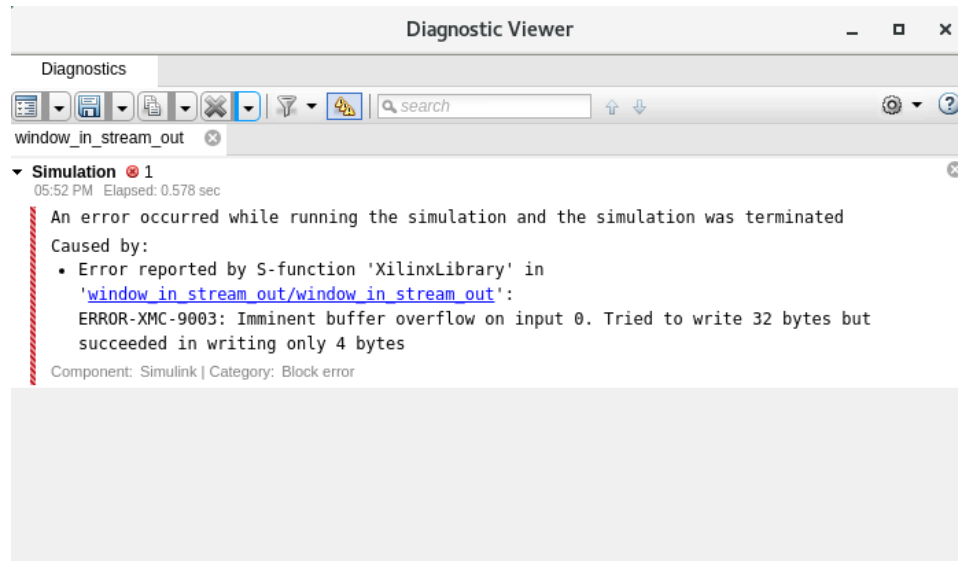 Diagnostic Viewer
Diagnostics
search
window_in_stream_out
Simulation 1
05:52 PM Elapsed: 0.578 sec
An error occurred while running the simulation and the simulation was terminated
Caused by:
• Error reported by S-function 'XilinxLibrary' in
'window_in_stream_out/window_in_stream_out':
ERROR-XMC-9003: Imminent buffer overflow on input 0. Tried to write 32 bytes but
succeeded in writing only 4 bytes
Component: Simulink | Category: Block error